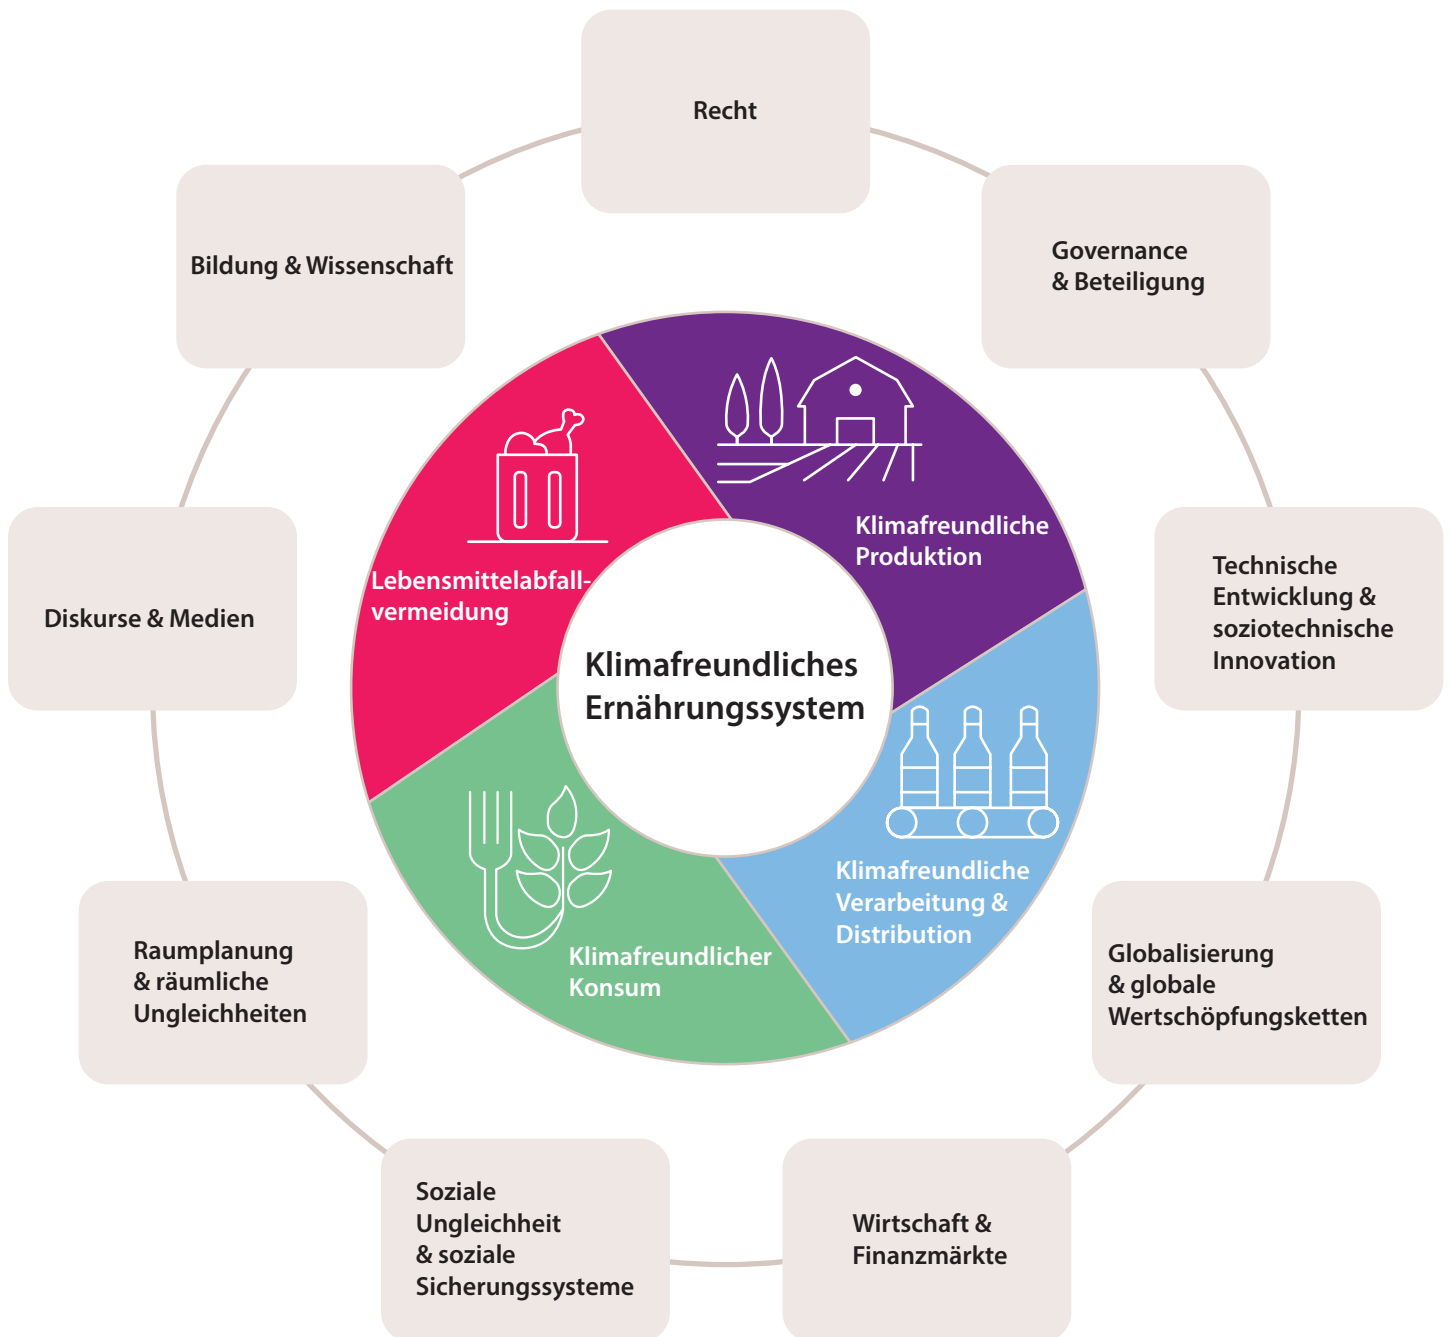 Recht
Governance
& Beteiligung
Technische
Entwicklung &
soziotechnische
Innovation
Globalisierung
& globale
Wertschöpfungsketten
Wirtschaft &
Finanzmärkte
Soziale
Ungleichheit
& soziale
Sicherungssysteme
Raumplanung
& räumliche
Ungleichheiten
Diskurse & Medien
Bildung & Wissenschaft
Klimafreundliche
Produktion
Klimafreundliche
Verarbeitung &
Distribution
Klimafreundlicher
Konsum
Lebensmittelabfall-
vermeidung
Klimafreundliches
Ernährungssystem